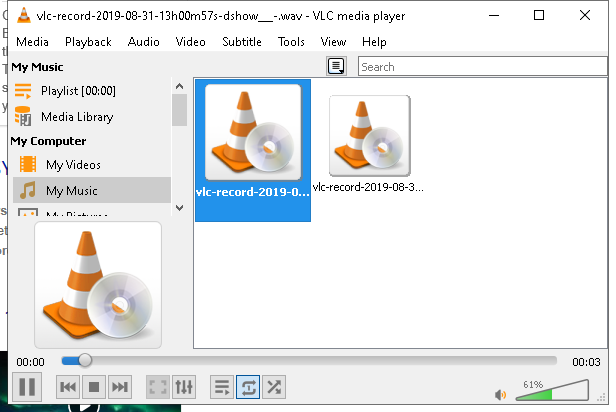 vlc-record-2019-08-31-13h00m57s-dshow___-.wav - VLC media player
Media Playback Audio Video Subtitle Tools View Help
My Music
Search
Playlist [00:00]
Media Library
My Computer
My Videos
My Music
My Pictures
vlc-record-2019-0...
vlc-record-2019-08-3...
00:00
00:03
61%